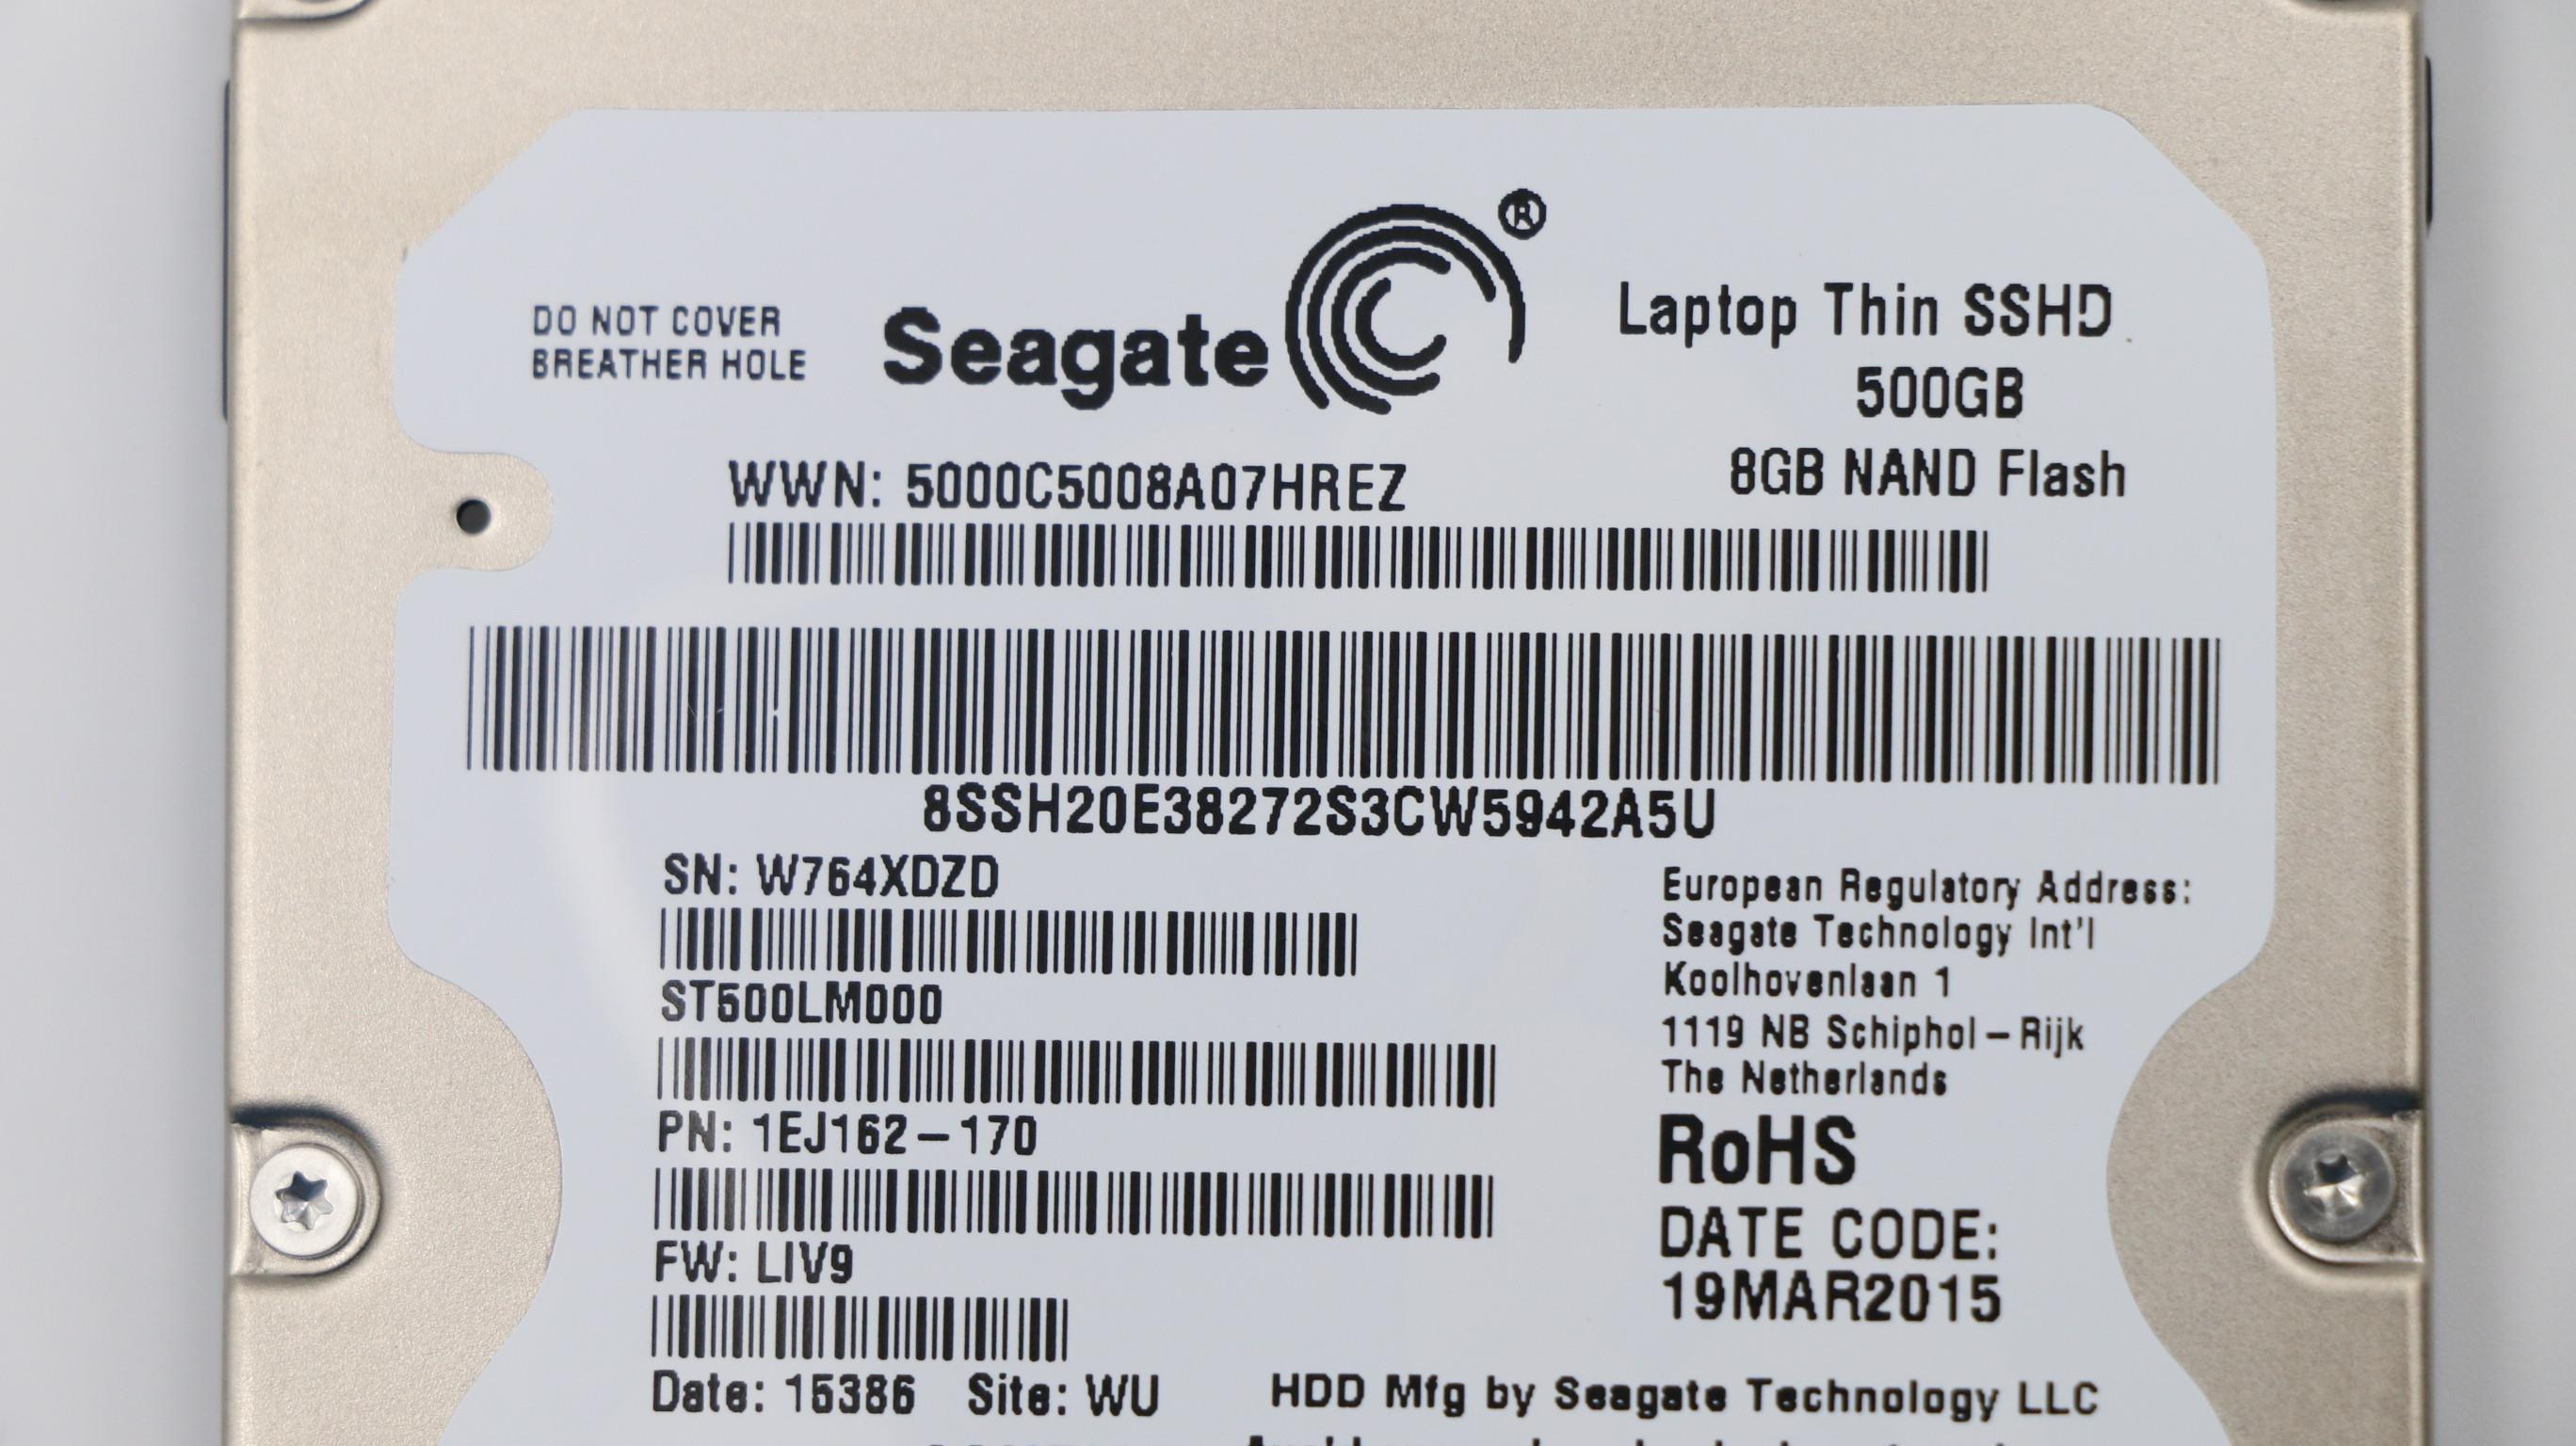 DO NOT COVER
BREATHER HOLE
Seagate®
Laptop Thin SSHD
500GB
8GB NAND Flash
WWN: 5000C5008A07HREZ
8SSH20E38272S3CW5942A5U
SN: W764XDZD
ST500LM000
PN: 1EJ162-170
FW: LIV9
Date: 15386 Site: WU
European Regulatory Address:
Seagate Technology Int'l
Koolhovenlaan 1
1119 NB Schiphol-Rijk
The Netherlands
RoHS
DATE CODE:
19MAR2015
HDD Mfg by Seagate Technology LLC